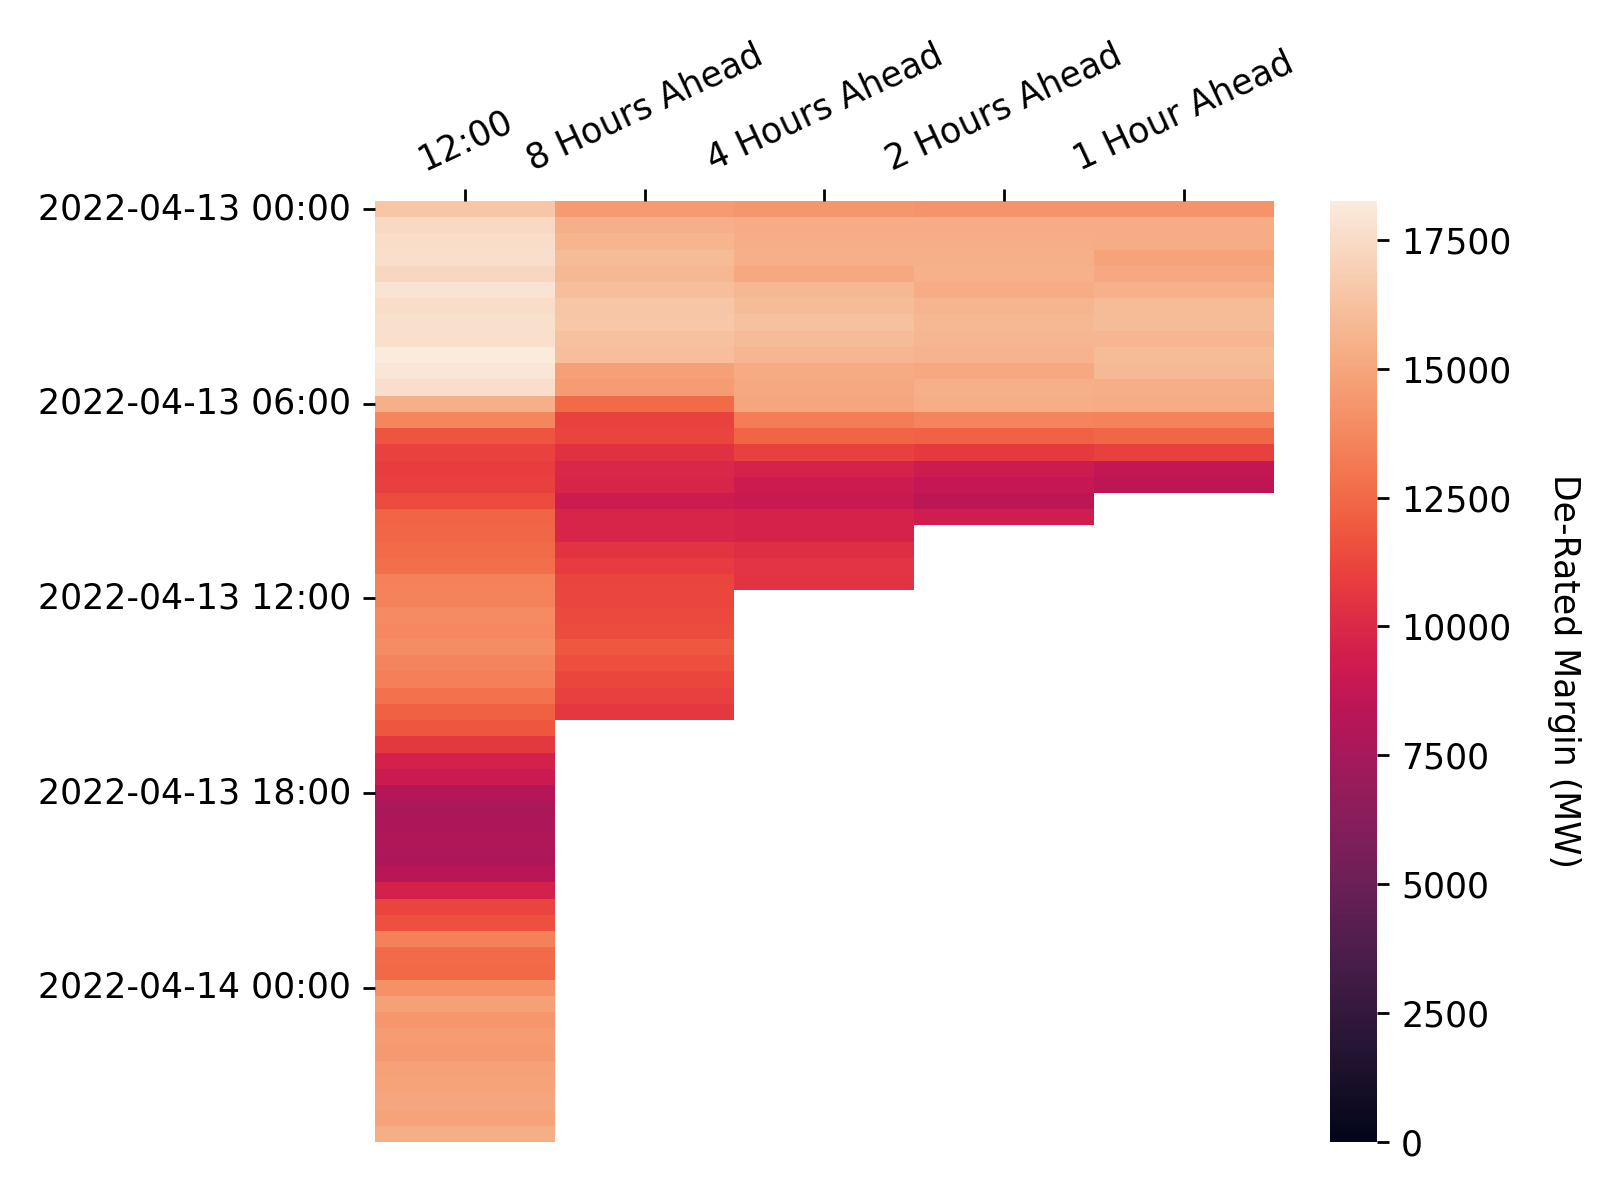 12:00
8 Hours Ahead
4 Hours Ahead
2 Hours Ahead
1 Hour Ahead
2022-04-13 00:00
2022-04-13 06:00
2022-04-13 12:00
2022-04-13 18:00
2022-04-14 00:00
17500
15000
12500
10000
7500
5000
2500
0
De-Rated Margin (MW)